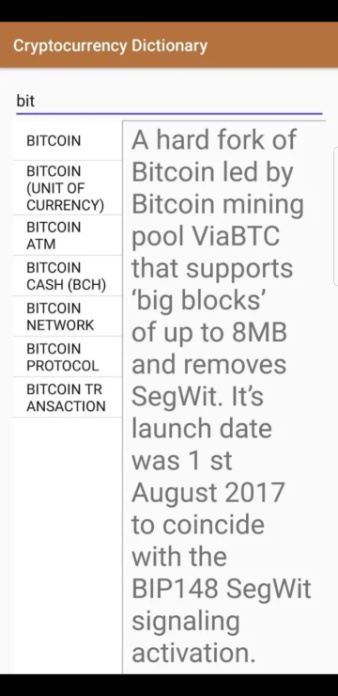 Cryptocurrency Dictionary
bit
BITCOIN
BITCOIN
(UNIT OF
CURRENCY)
BITCOIN
ATM
BITCOIN
CASH (BCH)
BITCOIN
NETWORK
BITCOIN
PROTOCOL
BITCOIN TR
ANSACTION
A hard fork of
Bitcoin led by
Bitcoin mining
pool ViaBTC
that supports
‘big blocks’
of up to 8MB
and removes
SegWit. It’s
launch date
was 1 st
August 2017
to coincide
with the
BIP148 SegWit
signaling
activation.